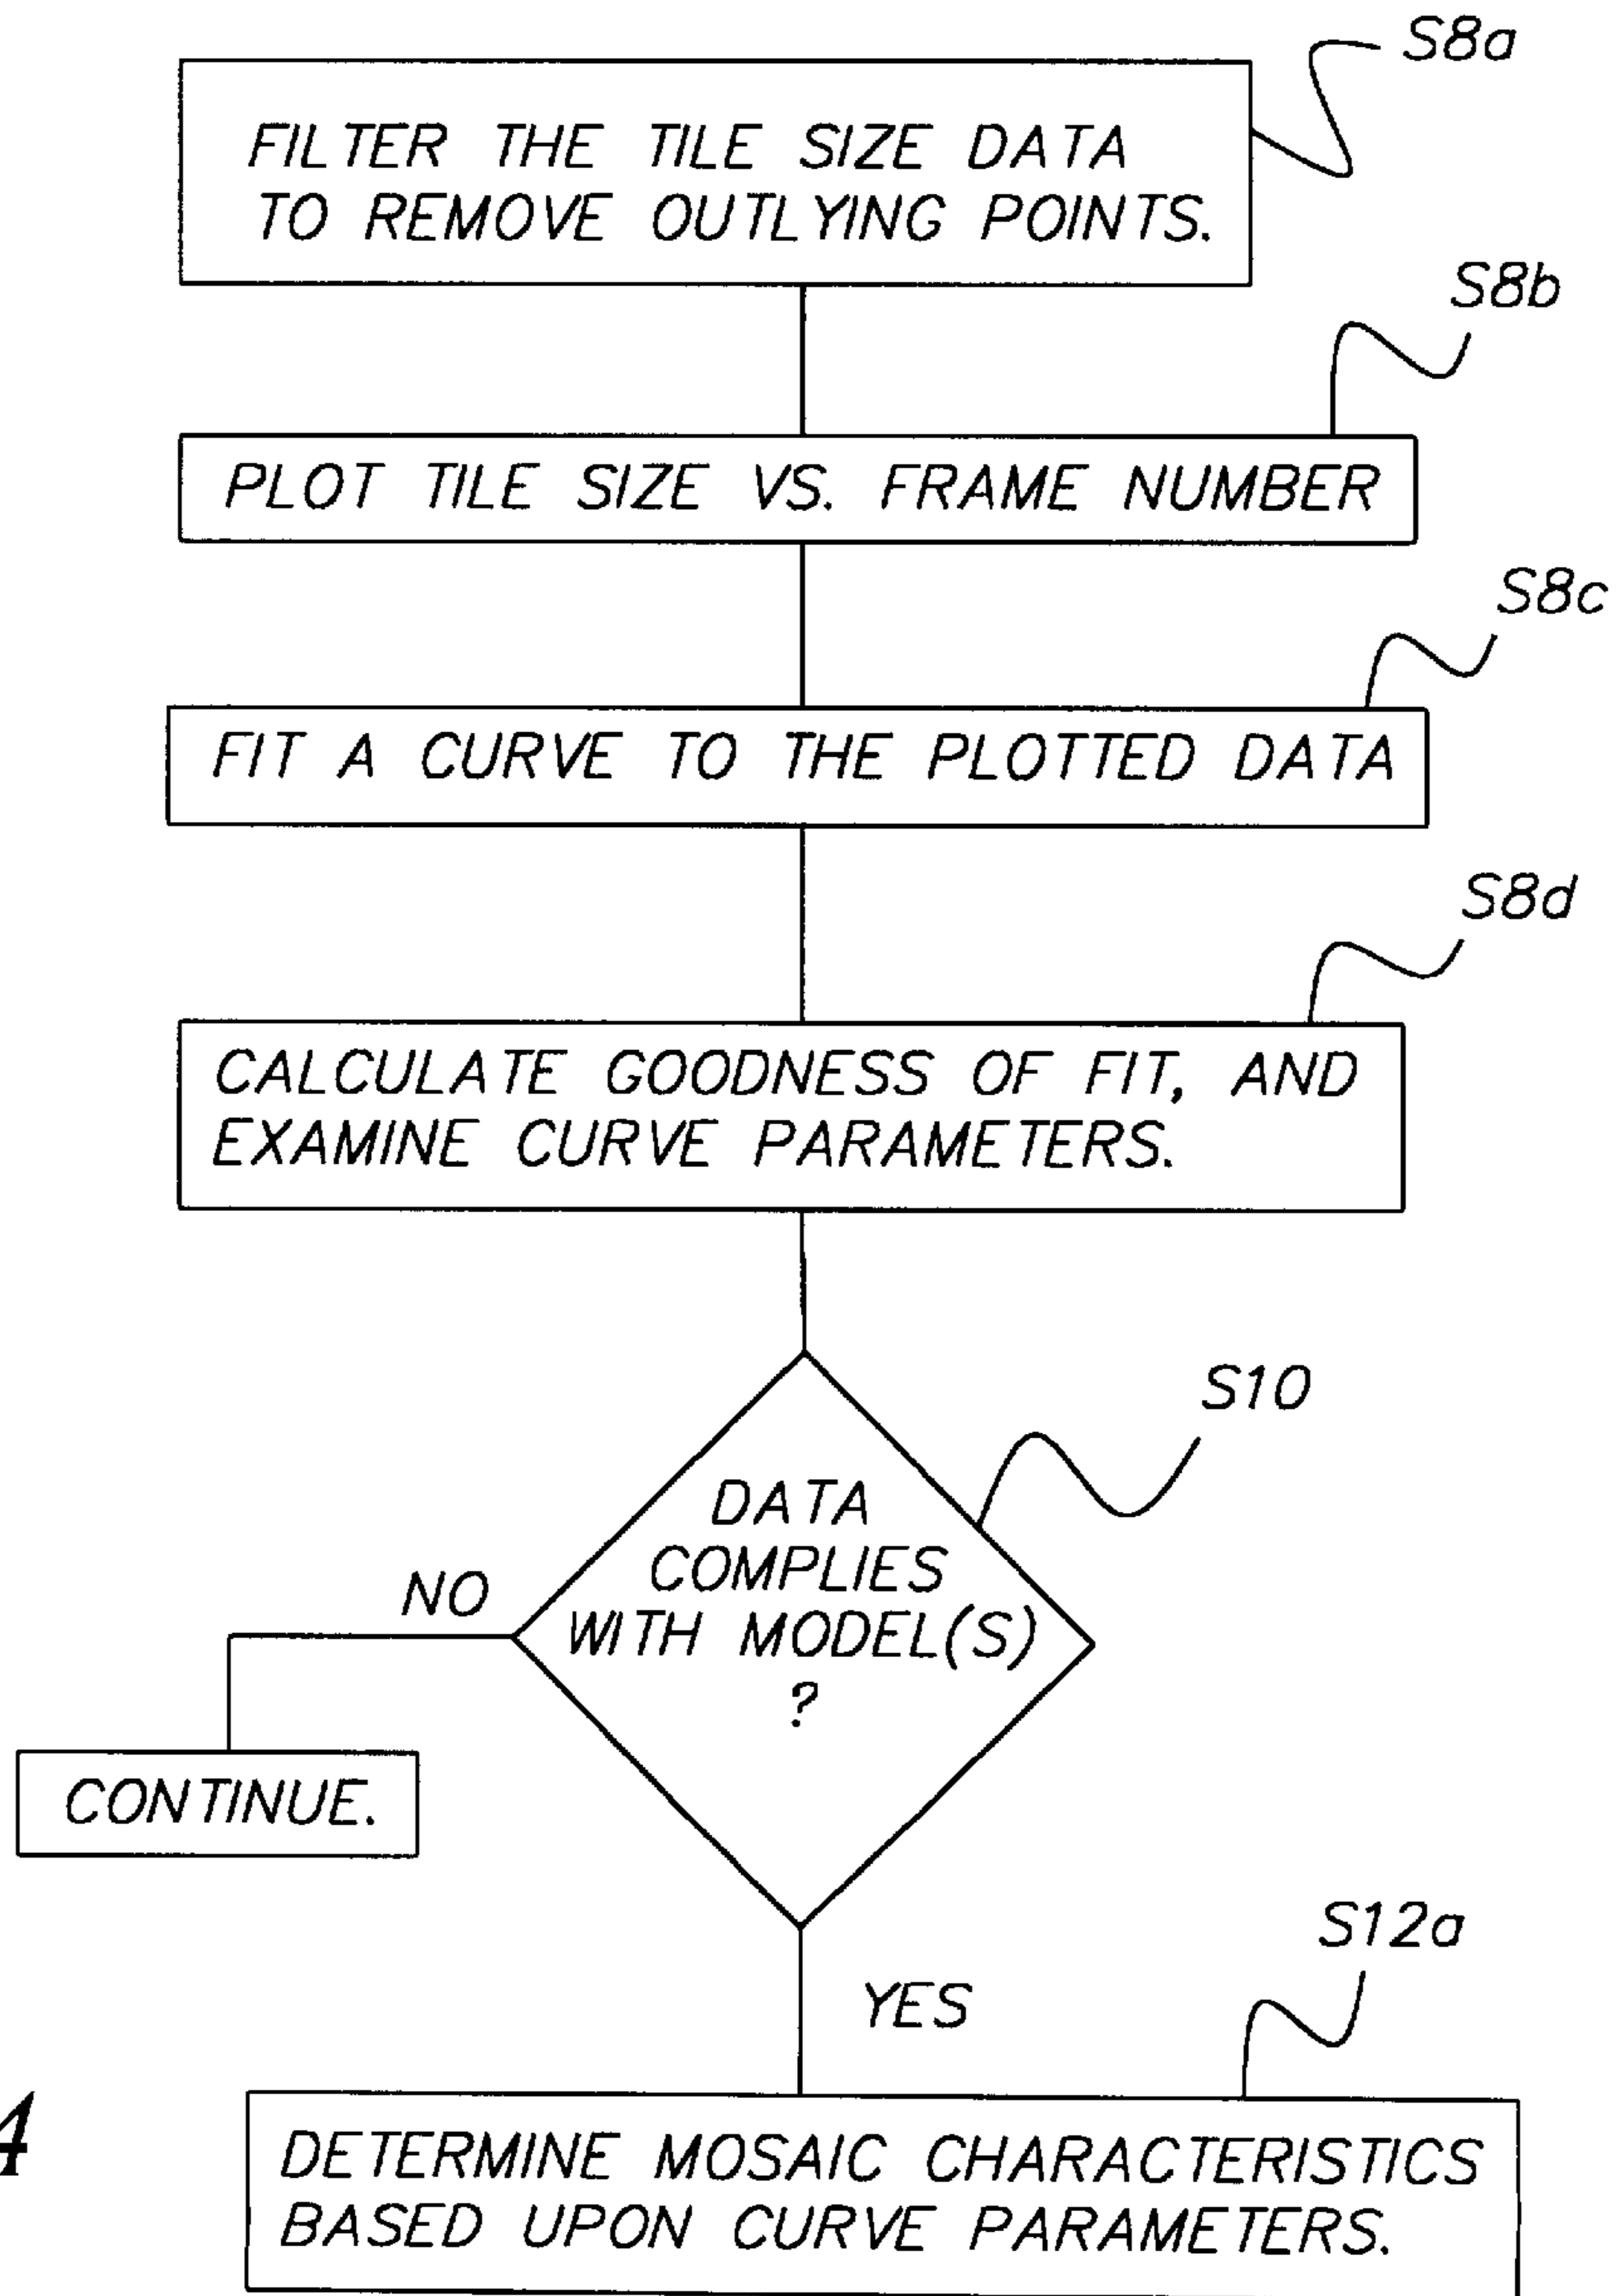 S8a
FILTER THE TILE SIZE DATA
TO REMOVE OUTLYING POINTS.
S8b
PLOT TILE SIZE VS. FRAME NUMBER
S8c
FIT A CURVE TO THE PLOTTED DATA
S8d
CALCULATE GOODNESS OF FIT, AND
EXAMINE CURVE PARAMETERS.
S10
DATA
COMPLIES
WITH MODEL(S)
?
NO
CONTINUE.
YES
S12a
4
DETERMINE MOSAIC CHARACTERISTICS
BASED UPON CURVE PARAMETERS.